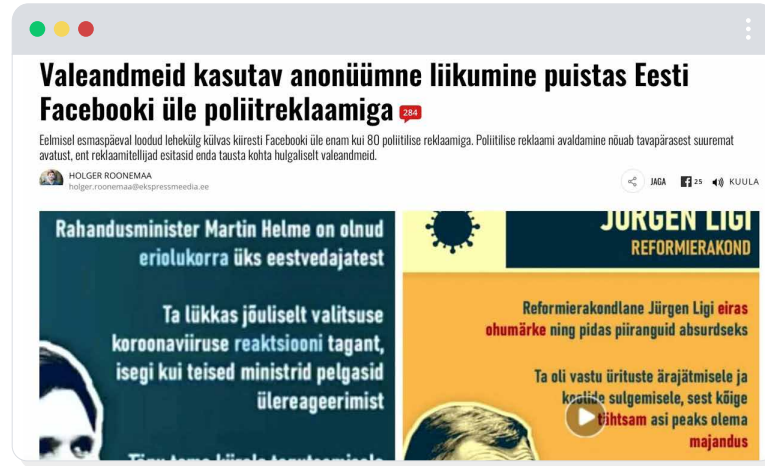 Valeandmeid kasutav anonüümne liikumine puistas Eesti
Facebooki üle poliitreklaamiga 284
Eelmisel esmaspäeval loodud lehekülg külvas kiiresti Facebooki üle enam kui 80 poliitilise reklaamiga. Poliitilise reklaami avaldamine nõuab tavapärasest suuremat
avatust, ent reklaamitellijad esitasid enda tausta kohta hulgaliselt valeandmeid.
HOLGER ROONEMAA
holger.roonemaa@ekspressmeedia.ee
JAGA 25 KUULA
Rahandusminister Martin Helme on olnud
eriolukorra üks eestvedajatest
Ta lükkas jõuliselt valitsuse
koroonaviiruse reaktsiooni tagant,
isegi kui teised ministrid pelgasid
ülereageerimist
JÜRGEN LIGI
REFORMIERAKOND
Reformierakondlane Jürgen Ligi eiras
ohumärke ning pidas piiranguid absurdseks
Ta oli vastu ürituste ärajätmisele ja
koolide sulgemisele, sest kõige
tähtsam asi peaks olema
majandus